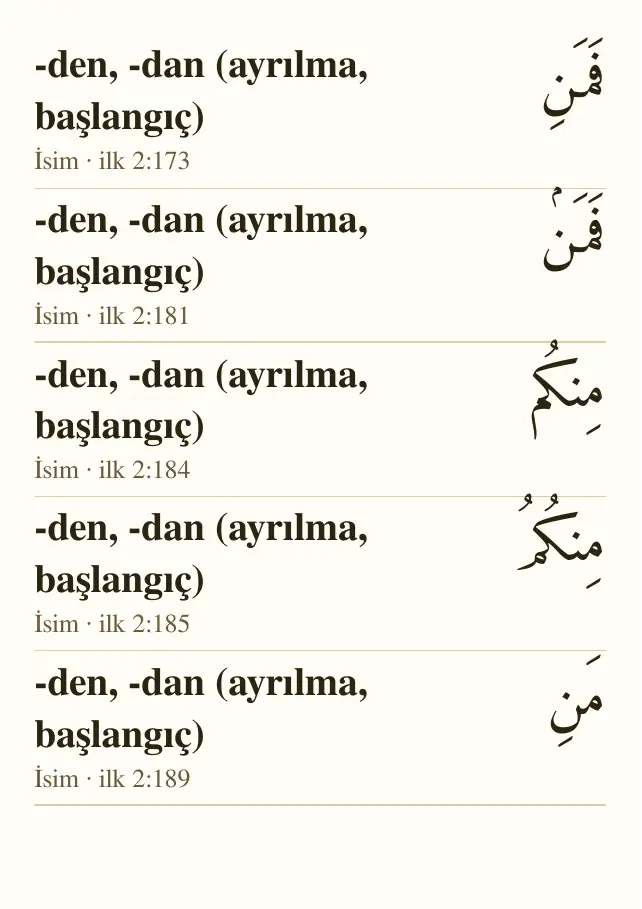 -den, -dan (ayrılma, فَمَنِ
başlangıç)
İsim · ilk 2:173
-den, -dan (ayrılma, فَمَنۢ
başlangıç)
İsim · ilk 2:181
-den, -dan (ayrılma, مِنكُم
başlangıç)
İsim · ilk 2:184
-den, -dan (ayrılma, مِنكُمُ
başlangıç)
İsim · ilk 2:185
-den, -dan (ayrılma, مَنِ
başlangıç)
İsim · ilk 2:189